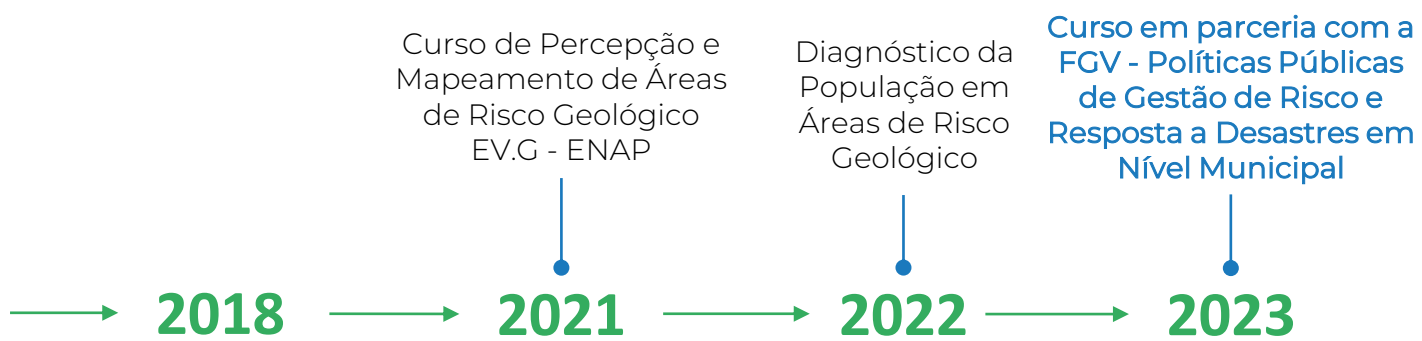 Curso de Percepção e
Mapeamento de Áreas
de Risco Geológico
EV.G - ENAP
Diagnóstico da
População em
Áreas de Risco
Geológico
Curso em parceria com a
FGV - Políticas Públicas
de Gestão de Risco e
Resposta a Desastres em
Nível Municipal
2018
2021
2022
2023